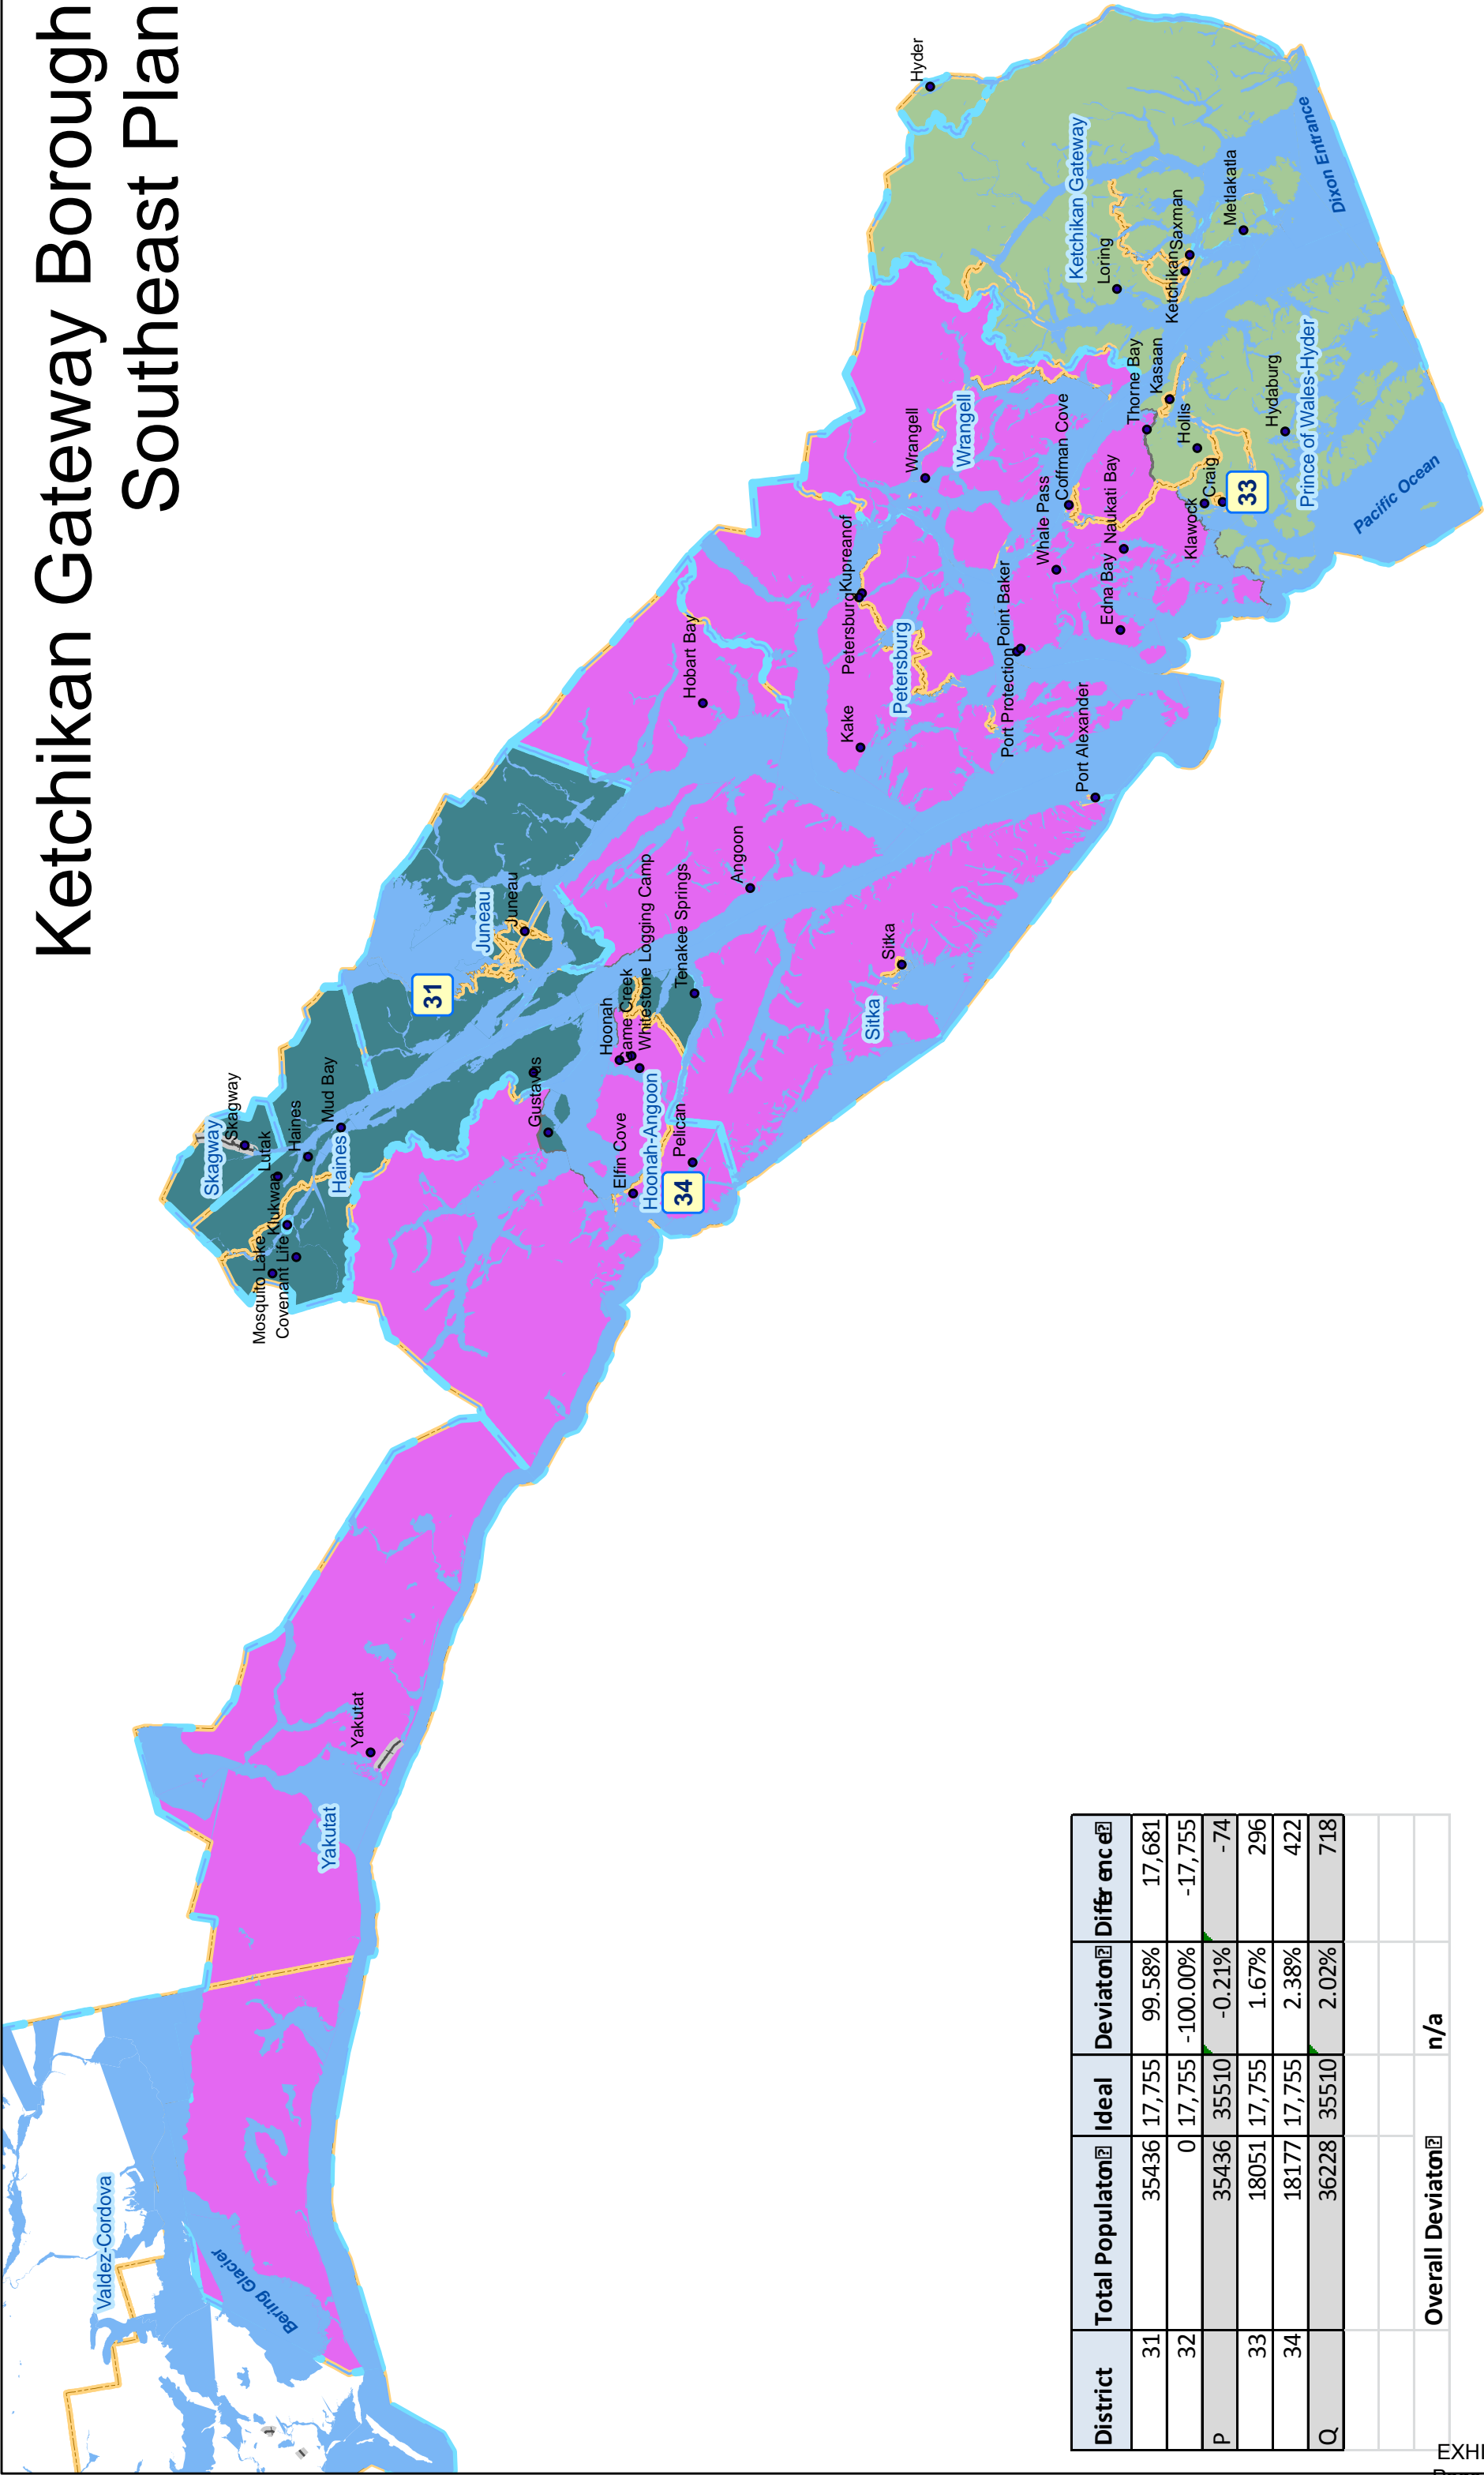 Ketchikan Gateway Borough
Southeast Plan
Valdez-Cordova
Bering Glacier
Yakutat
Yakutat
Skagway
Skagway
Mosquito Lake
Covenant Life
Klukwan
Lutak
Haines
Haines
Mud Bay
31
Juneau
Juneau
Gustavus
Hoonah
Game Creek
Whitestone Logging Camp
Tenakee Springs
Elfin Cove
Hoonah-Angoon
Pelican
34
Angoon
Sitka
Sitka
Hobart Bay
Kake
Petersburg
Kupreanof
Petersburg
Port Alexander
Port Protection
Point Baker
Wrangell
Wrangell
Whale Pass
Coffman Cove
Edna Bay
Naukati Bay
Thorne Bay
Kasaan
Hollis
Klawock
Craig
33
Hydaburg
Prince of Wales-Hyder
Pacific Ocean
Hyder
Ketchikan Gateway
Loring
Ketchikan
Saxman
Metlakatla
Dixon Entrance
District Total Populaton Ideal Deviaton Diffr ence
31 35436 17,755 99.58% 17,681
32 0 17,755 -100.00% -17,755
P 35436 35510 -0.21% -74
33 18051 17,755 1.67% 296
34 18177 17,755 2.38% 422
Q 36228 35510 2.02% 718
Overall Deviaton n/a
EXHI